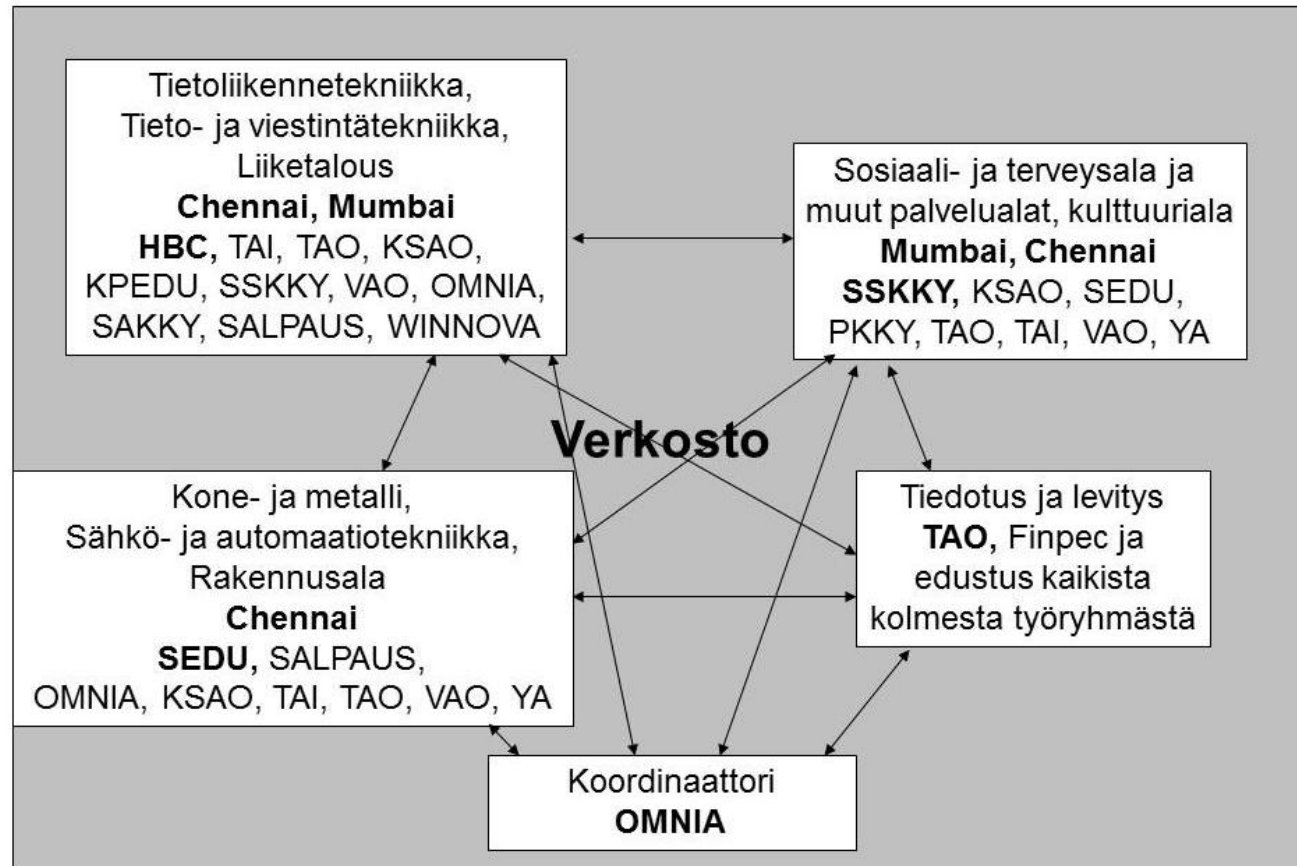 Tietoliikennetekniikka,
Tieto- ja viestintätekniikka,
Liiketalous
Chennai, Mumbai
HBC, TAI, TAO, KSAO,
KPEDU, SSKKY, VAO, OMNIA,
SAKKY, SALPAUS, WINNOVA
Sosiaali- ja terveysala ja
muut palvelualat, kulttuuriala
Mumbai, Chennai
SSKKY, KSAO, SEDU,
PKKY, TAO, TAI, VAO, YA
Verkosto
Kone- ja metalli,
Sähkö- ja automaatiotekniikka,
Rakennusala
Chennai
SEDU, SALPAUS,
OMNIA, KSAO, TAI, TAO, VAO, YA
Tiedotus ja levitys
TAO, Finpec ja
edustus kaikista
kolmesta työryhmästä
Koordinaattori
OMNIA